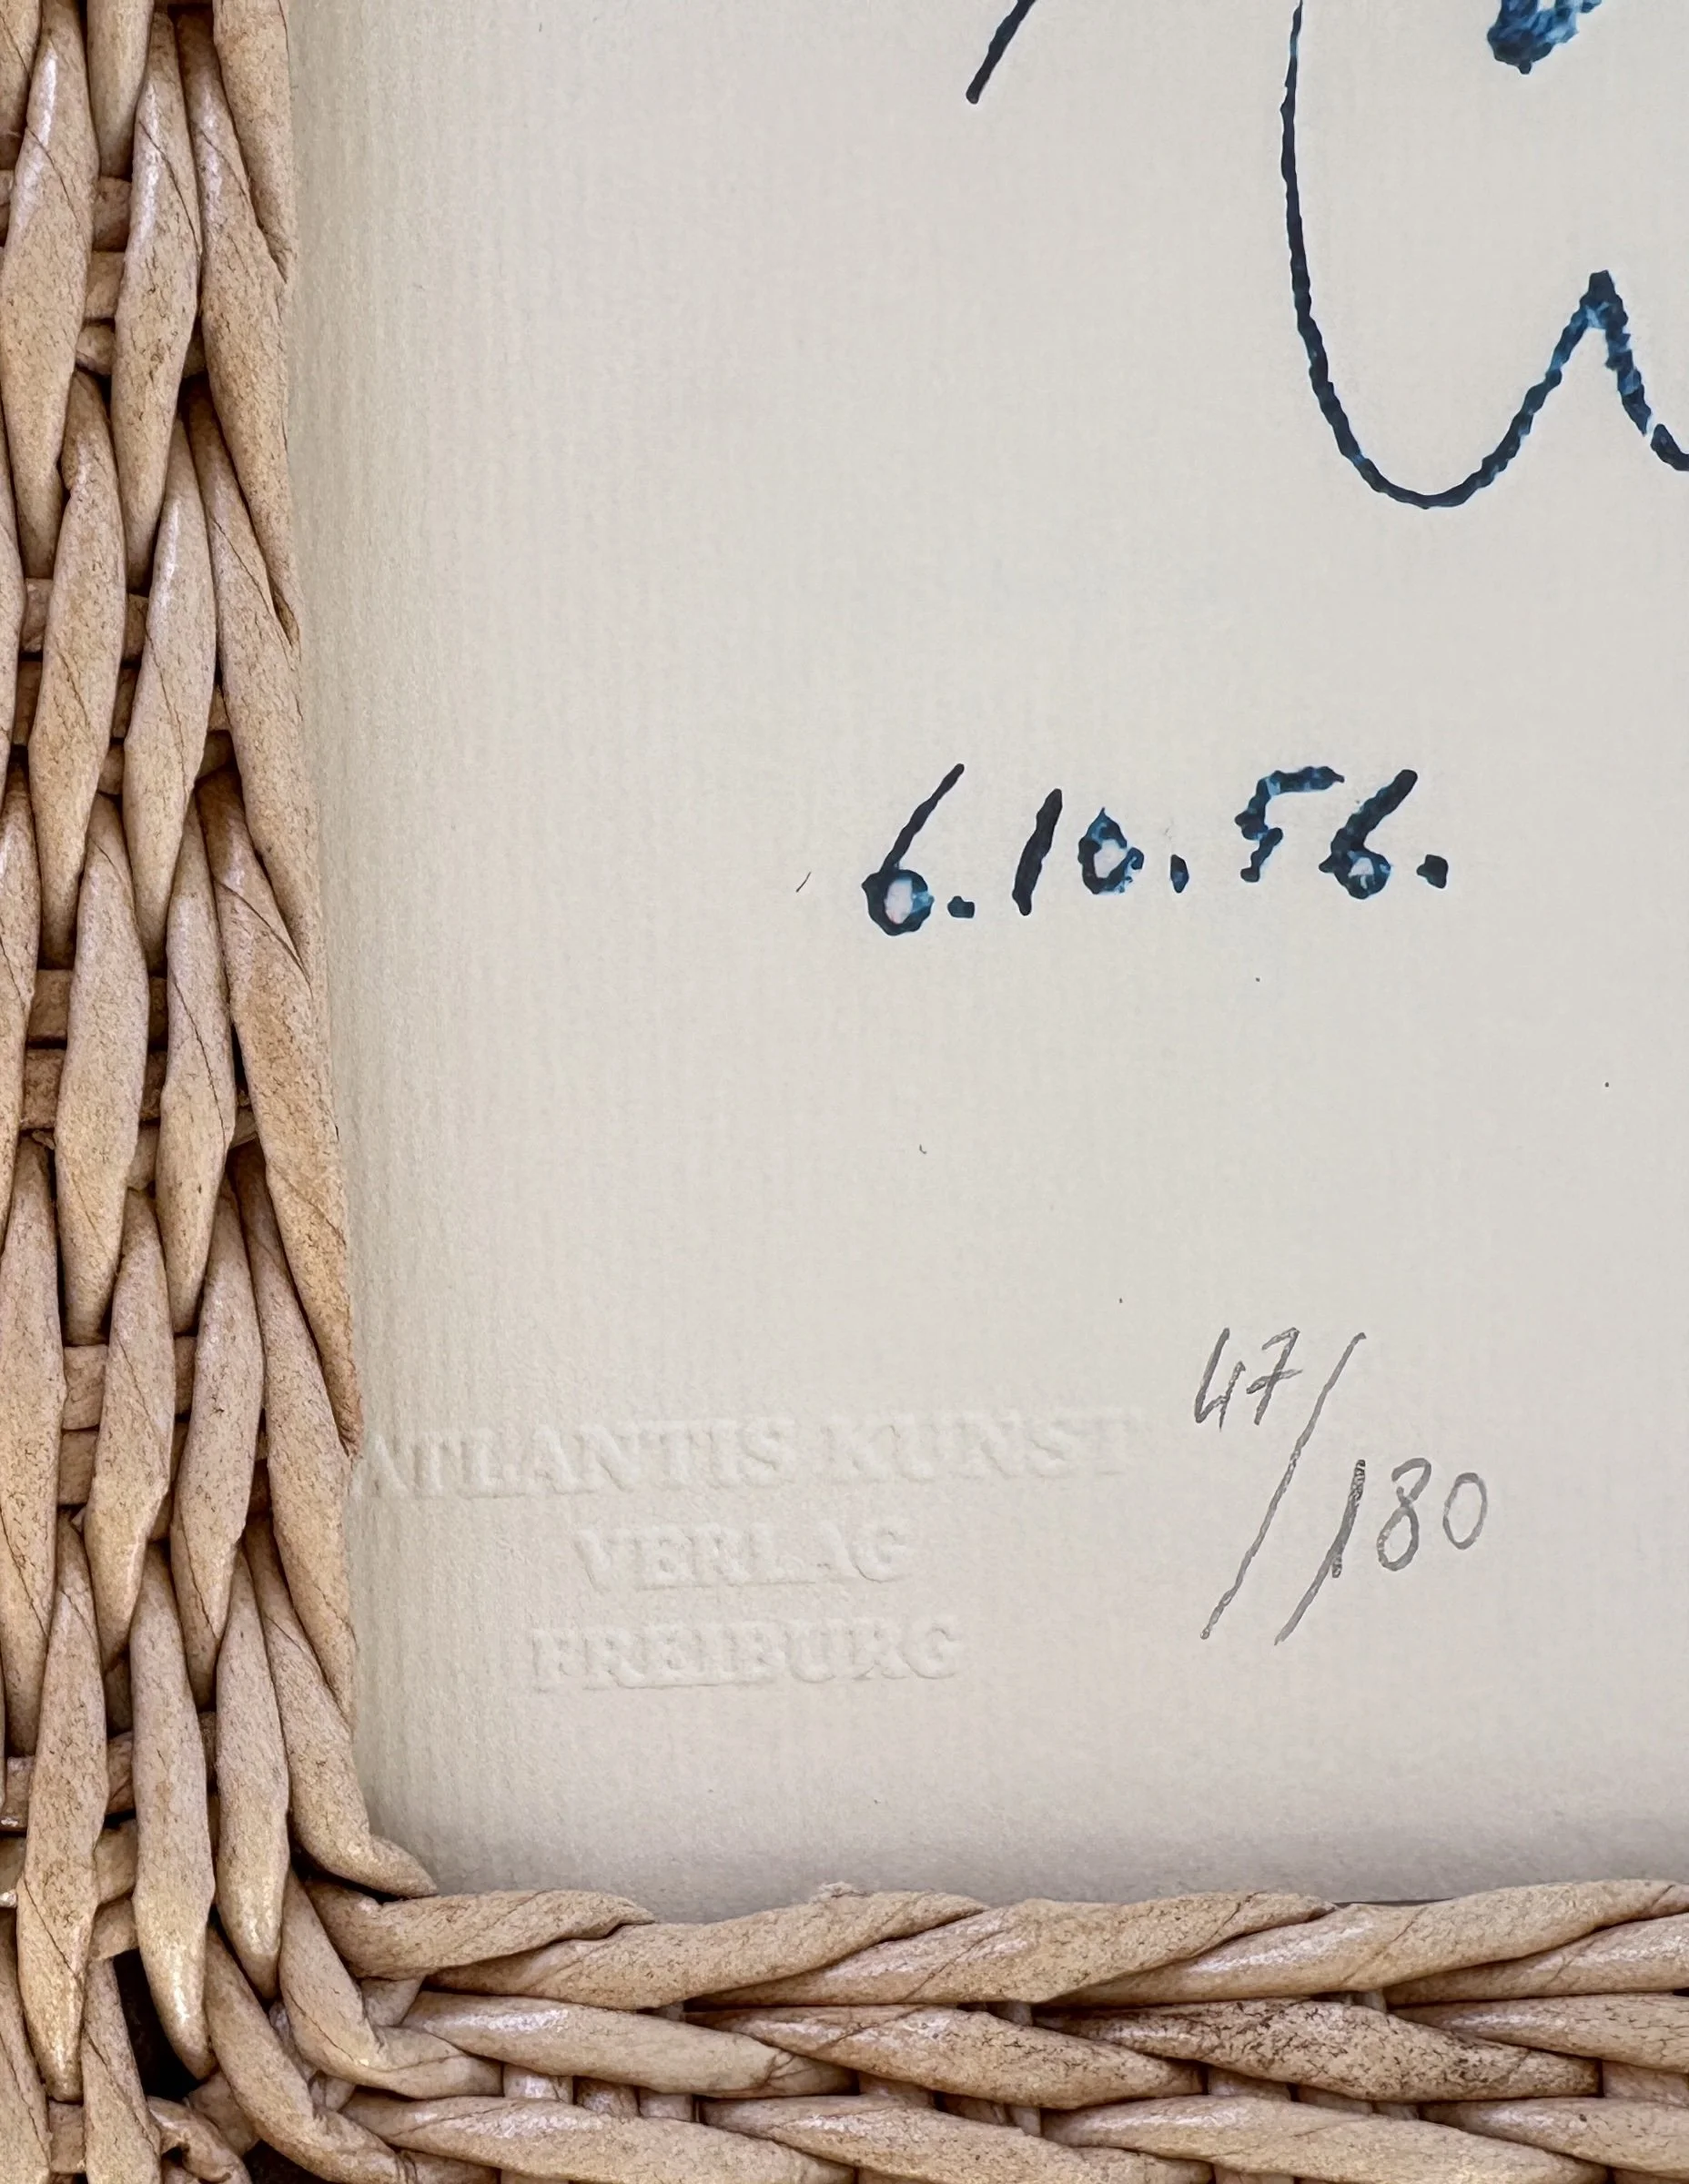 6.10.56.
47/180
ATLANTIS KUNST
VERLAG
FREIBURG